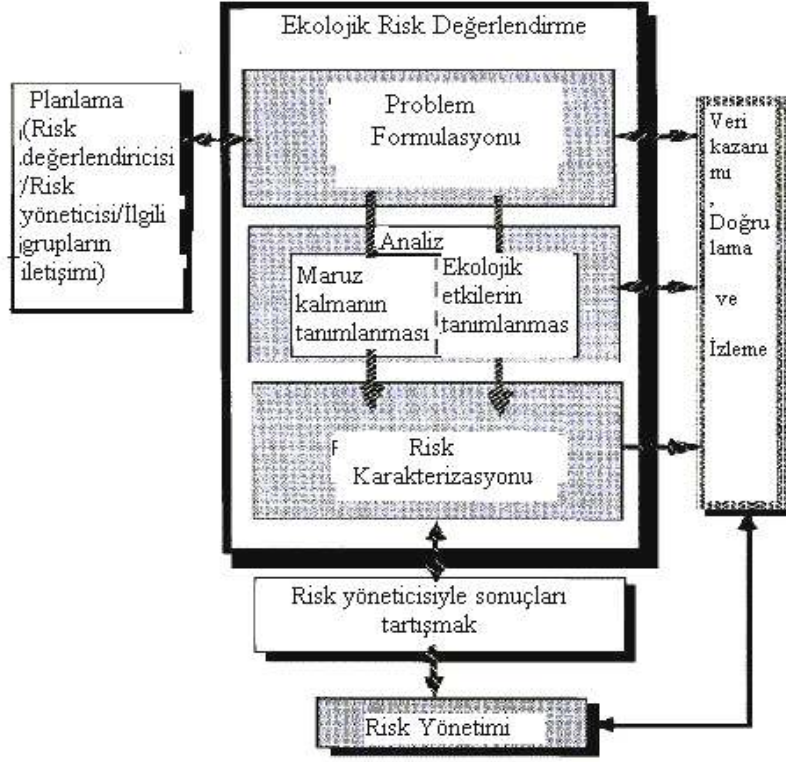 Ekolojik Risk Değerlendirme
Planlama
(Risk
değerlendiricisi
/Risk
yöneticisi/İlgili
grupların
iletişimi)
Problem
Formulasyonu
Analiz
Maruz
kalmanın
tanımlanması
Ekolojik
etkilerin
tanımlanmas
Risk
Karakterizasyonu
Veri
kazanı
mı
,
Doğru
lama
ve
İzleme
Risk yöneticisiyle sonuçları
tartışmak
Risk Yönetimi